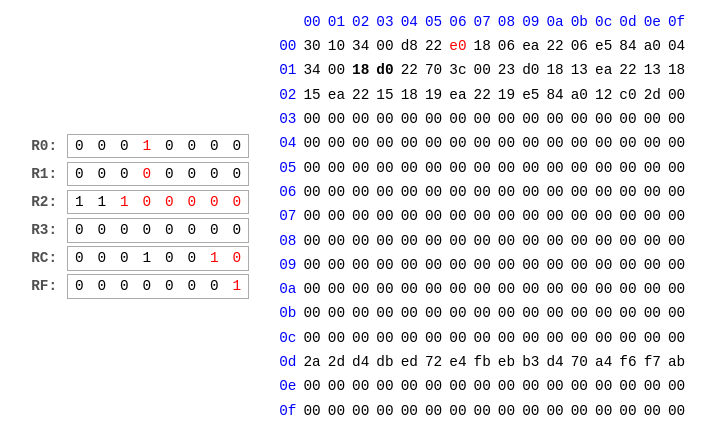 00 01 02 03 04 05 06 07 08 09 0a 0b 0c 0d 0e 0f
00 30 10 34 00 d8 22 e0 18 06 ea 22 06 e5 84 a0 04
01 34 00 18 d0 22 70 3c 00 23 d0 18 13 ea 22 13 18
02 15 ea 22 15 18 19 ea 22 19 e5 84 a0 12 c0 2d 00
03 00 00 00 00 00 00 00 00 00 00 00 00 00 00 00 00
R0: 0 0 0 1 0 0 0 0
04 00 00 00 00 00 00 00 00 00 00 00 00 00 00 00 00
R1: 0 0 0 0 0 0 0 0
05 00 00 00 00 00 00 00 00 00 00 00 00 00 00 00 00
R2: 1 1 1 0 0 0 0 0
06 00 00 00 00 00 00 00 00 00 00 00 00 00 00 00 00
07 00 00 00 00 00 00 00 00 00 00 00 00 00 00 00 00
R3: 0 0 0 0 0 0 0 0
08 00 00 00 00 00 00 00 00 00 00 00 00 00 00 00 00
RC: 0 0 0 1 0 0 1 0
09 00 00 00 00 00 00 00 00 00 00 00 00 00 00 00 00
RF: 0 0 0 0 0 0 0 1
0a 00 00 00 00 00 00 00 00 00 00 00 00 00 00 00 00
0b 00 00 00 00 00 00 00 00 00 00 00 00 00 00 00 00
0c 00 00 00 00 00 00 00 00 00 00 00 00 00 00 00 00
0d 2a 2d d4 db ed 72 e4 fb eb b3 d4 70 a4 f6 f7 ab
0e 00 00 00 00 00 00 00 00 00 00 00 00 00 00 00 00
0f 00 00 00 00 00 00 00 00 00 00 00 00 00 00 00 00